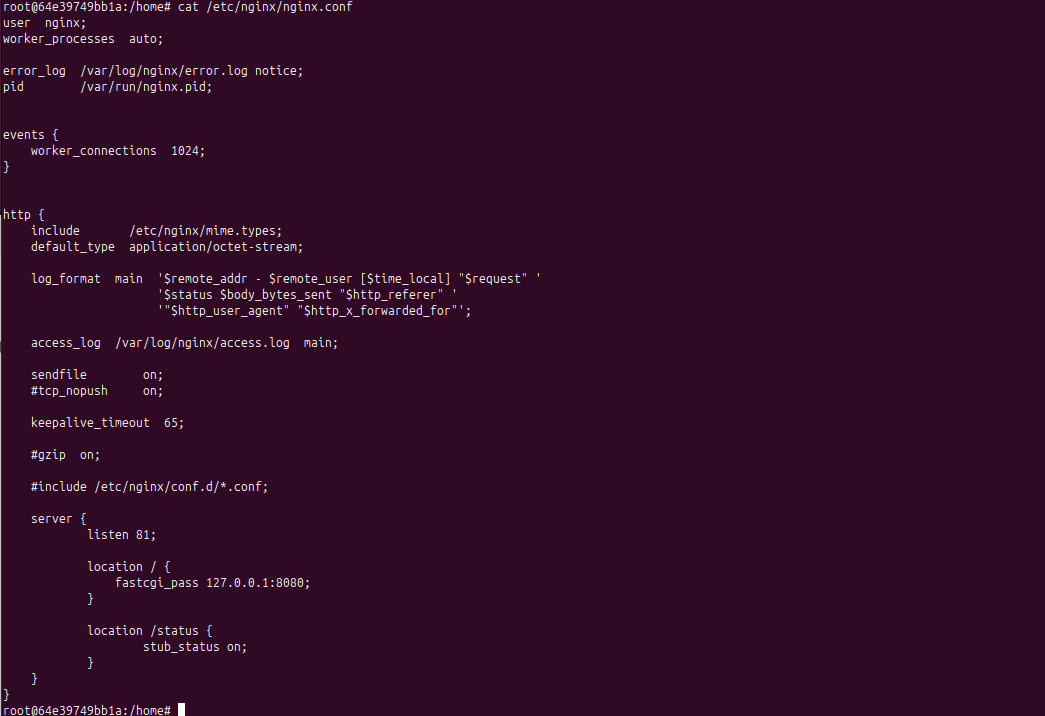 root@64e39749bb1a:/home# cat /etc/nginx/nginx.conf
user  nginx;
worker_processes  auto;

error_log  /var/log/nginx/error.log notice;
pid        /var/run/nginx.pid;


events {
    worker_connections  1024;
}


http {
    include       /etc/nginx/mime.types;
    default_type  application/octet-stream;

    log_format  main  '$remote_addr - $remote_user [$time_local] "$request" '
                      '$status $body_bytes_sent "$http_referer" '
                      '"$http_user_agent" "$http_x_forwarded_for"';

    access_log  /var/log/nginx/access.log  main;

    sendfile        on;
    #tcp_nopush     on;

    keepalive_timeout  65;

    #gzip  on;

    #include /etc/nginx/conf.d/*.conf;

    server {
            listen 81;

            location / {
                fastcgi_pass 127.0.0.1:8080;
            }

            location /status {
                    stub_status on;
            }
    }
}
root@64e39749bb1a:/home#